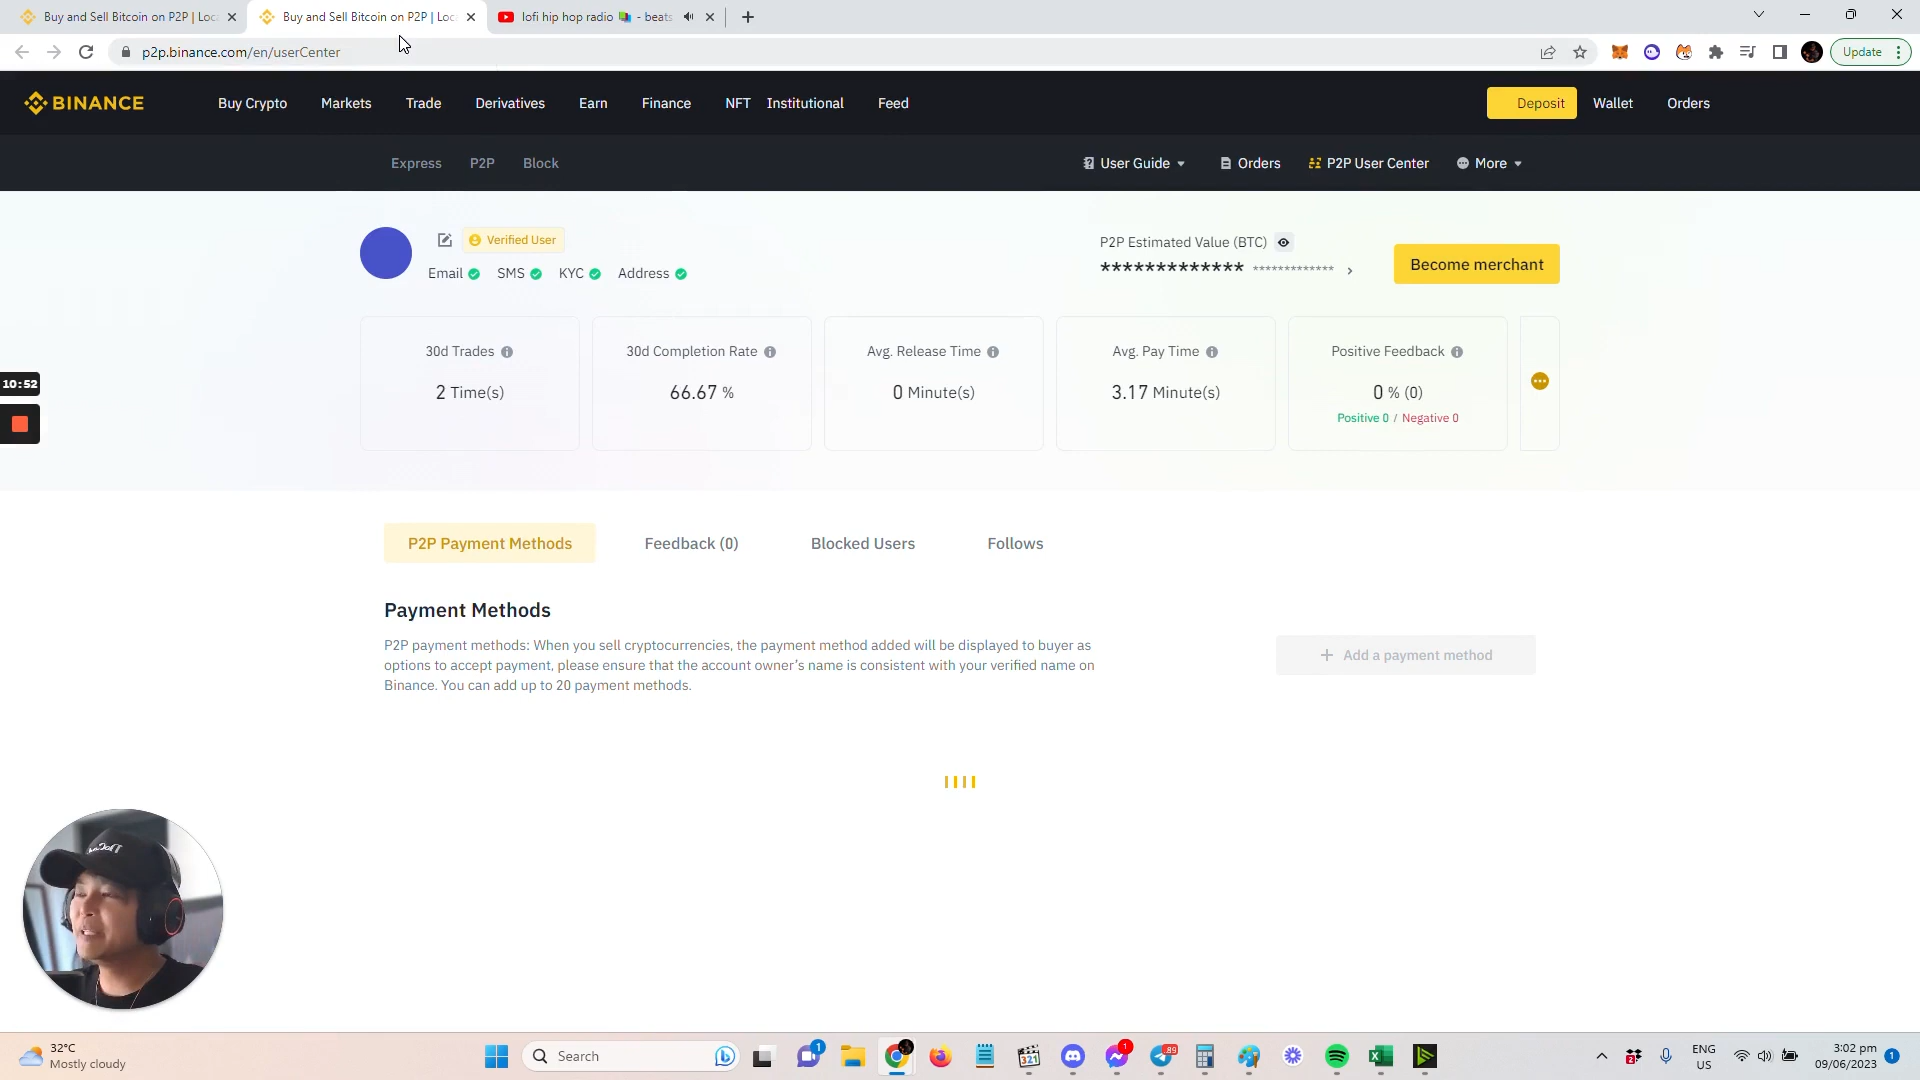 Buy and Sell Bitcoin on P2P | Loca
Buy and Sell Bitcoin on P2P | Loca
lofi hip hop radio 📚 - beats
p2p.binance.com/en/userCenter
Update
BINANCE
Buy Crypto
Markets
Trade
Derivatives
Earn
Finance
NFT
Institutional
Feed
Deposit
Wallet
Orders
Express
P2P
Block
User Guide
Orders
P2P User Center
More
Verified User
Email
SMS
KYC
Address
P2P Estimated Value (BTC)
************* *************
Become merchant
30d Trades
2 Time(s)
30d Completion Rate
66.67 %
Avg. Release Time
0 Minute(s)
Avg. Pay Time
3.17 Minute(s)
Positive Feedback
0 % (0)
Positive 0 / Negative 0
10:52
P2P Payment Methods
Feedback (0)
Blocked Users
Follows
Payment Methods
P2P payment methods: When you sell cryptocurrencies, the payment method added will be displayed to buyer as
options to accept payment, please ensure that the account owner's name is consistent with your verified name on
Binance. You can add up to 20 payment methods.
+ Add a payment method
32°C
Mostly cloudy
Search
1
321
1
89
2
ENG
US
3:02 pm
09/06/2023
1